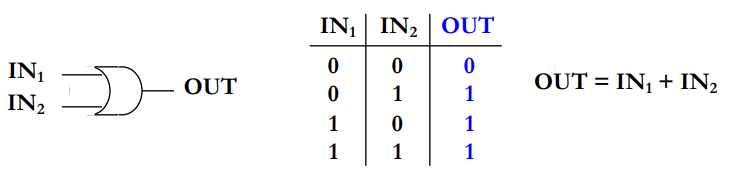 IN₁
IN₂
OUT
IN₁ IN₂ OUT
0 0 0
0 1 1
1 0 1
1 1 1
OUT = IN₁ + IN₂